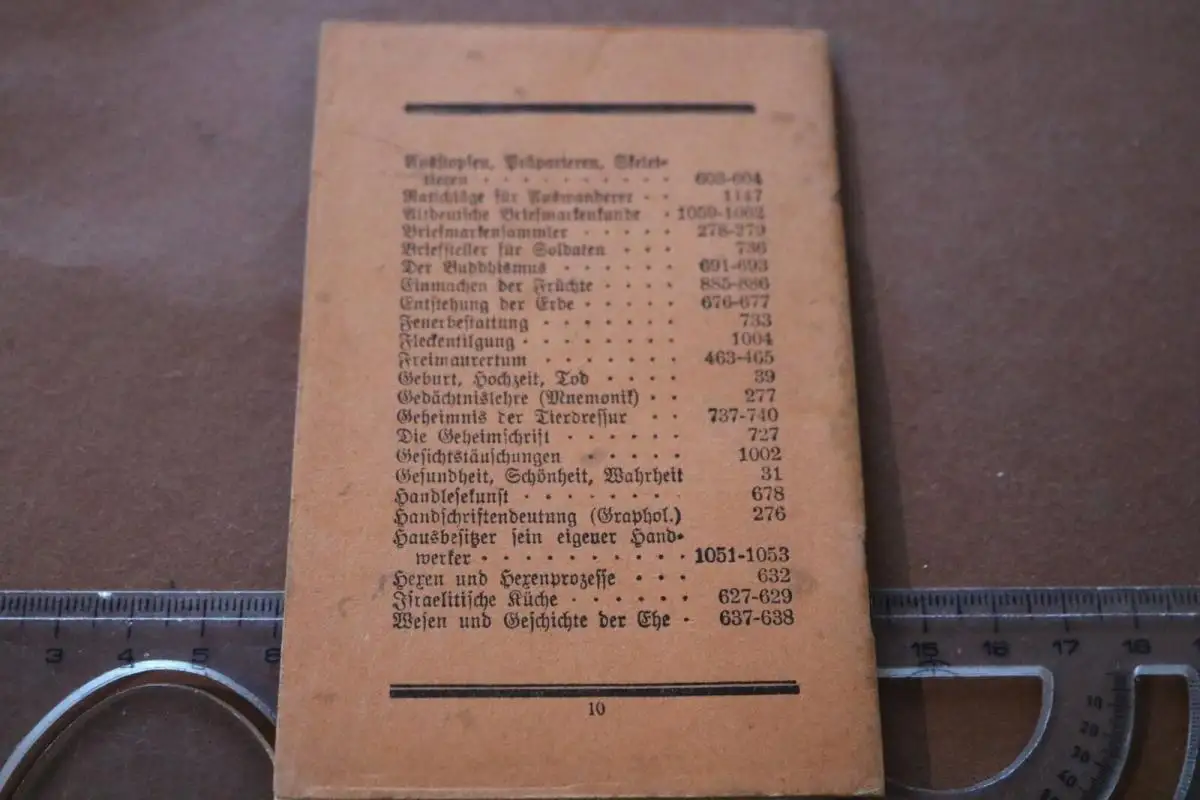 Ausstopfen, Präparieren, Skelet-
tieren · · · · · · · · · · 603-604
Ratschläge für Auswanderer · · 1147
Altdeutsche Briefmarkenkunde · 1059-1062
Briefmarkensammler · · · · · 278-279
Briefsteller für Soldaten · · · 736
Der Buddhismus · · · · · · 691-693
Einmachen der Früchte · · · · 885-886
Entstehung der Erde · · · · · 676-677
Feuerbestattung · · · · · · · 733
Fleckentilgung · · · · · · · · 1004
Freimaurertum · · · · · · · 463-465
Geburt, Hochzeit, Tod · · · · 39
Gedächtnislehre (Mnemonik) · · 277
Geheimnis der Tierdressur · · 737-740
Die Geheimschrift · · · · · · 727
Gesichtstäuschungen · · · · · 1002
Gesundheit, Schönheit, Wahrheit 31
Handlesekunst · · · · · · · · 678
Handschriftendeutung (Graphol.) 276
Hausbesitzer sein eigener Hand-
werker · · · · · · · · · · 1051-1053
Hexen und Hexenprozesse · · · 632
Israelitische Küche · · · · · · 627-629
Wesen und Geschichte der Ehe · 637-638
10
3 4 5 6
15 16 17 18
10
20
30
40